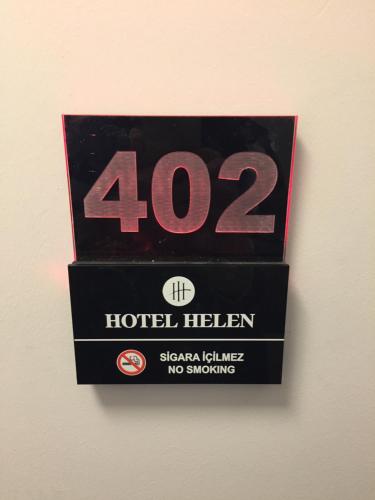 402
HOTEL HELEN
SİGARA İÇİLMEZ
NO SMOKING